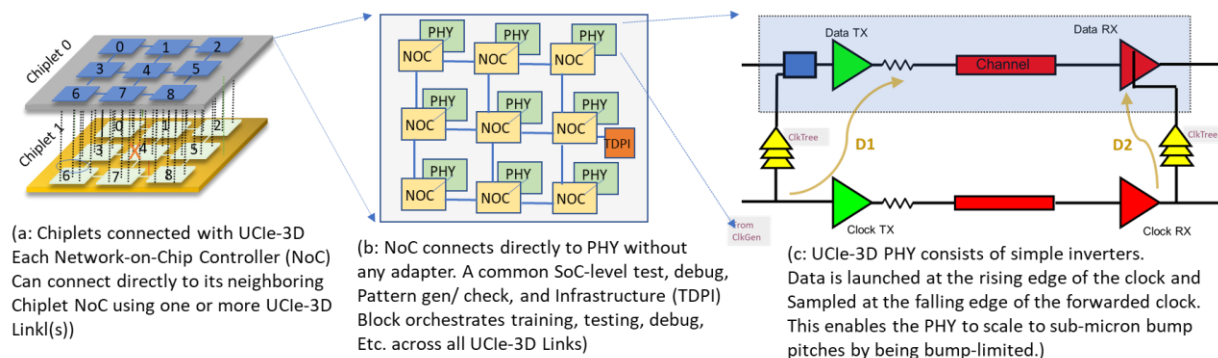 Chiplet 0
0 1 2
3 4 5
6 7 8
Chiplet 1
0 1 2
3 4 5
6 7 8
(a: Chiplets connected with UCIe-3D
Each Network-on-Chip Controller (NoC)
Can connect directly to its neighboring
Chiplet NoC using one or more UCIe-3D
Linkl(s))
PHY PHY PHY
NOC NOC NOC
PHY PHY PHY
NOC NOC NOC
TDPI
PHY PHY PHY
NOC NOC NOC
(b: NoC connects directly to PHY without
any adapter. A common SoC-level test, debug,
Pattern gen/ check, and Infrastructure (TDPI)
Block orchestrates training, testing, debug,
Etc. across all UCIe-3D Links)
Data TX
Data RX
Channel
ClkTree
D1
D2
ClkTree
From
ClkGen
Clock TX
Clock RX
(c: UCIe-3D PHY consists of simple inverters.
Data is launched at the rising edge of the clock and
Sampled at the falling edge of the forwarded clock.
This enables the PHY to scale to sub-micron bump
pitches by being bump-limited.)